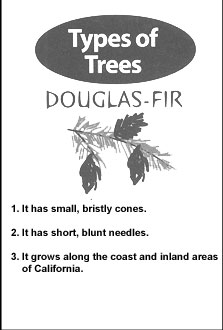 Types of
Trees
DOUGLAS-FIR
1. It has small, bristly cones.
2. It has short, blunt needles.
3. It grows along the coast and inland areas
of California.